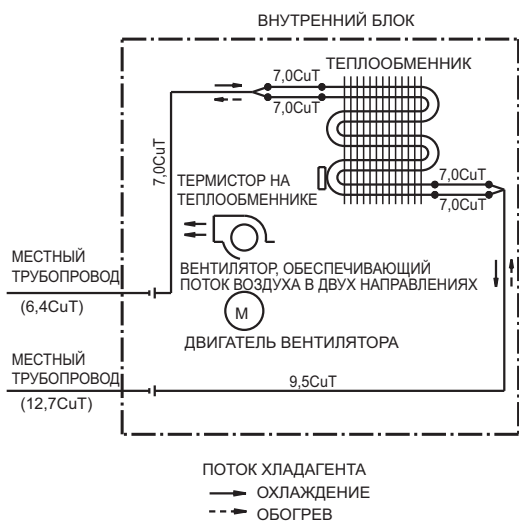 ВНУТРЕННИЙ БЛОК
ТЕПЛООБМЕННИК
7,0CuT
7,0CuT
7,0CuT
ТЕРМИСТОР НА
ТЕПЛООБМЕННИКЕ
7,0CuT
7,0CuT
МЕСТНЫЙ
ТРУБОПРОВОД
(6,4CuT)
ВЕНТИЛЯТОР, ОБЕСПЕЧИВАЮЩИЙ
ПОТОК ВОЗДУХА В ДВУХ НАПРАВЛЕНИЯХ
M
ДВИГАТЕЛЬ ВЕНТИЛЯТОРА
МЕСТНЫЙ
ТРУБОПРОВОД
(12,7CuT)
9,5CuT
ПОТОК ХЛАДАГЕНТА
ОХЛАЖДЕНИЕ
ОБОГРЕВ